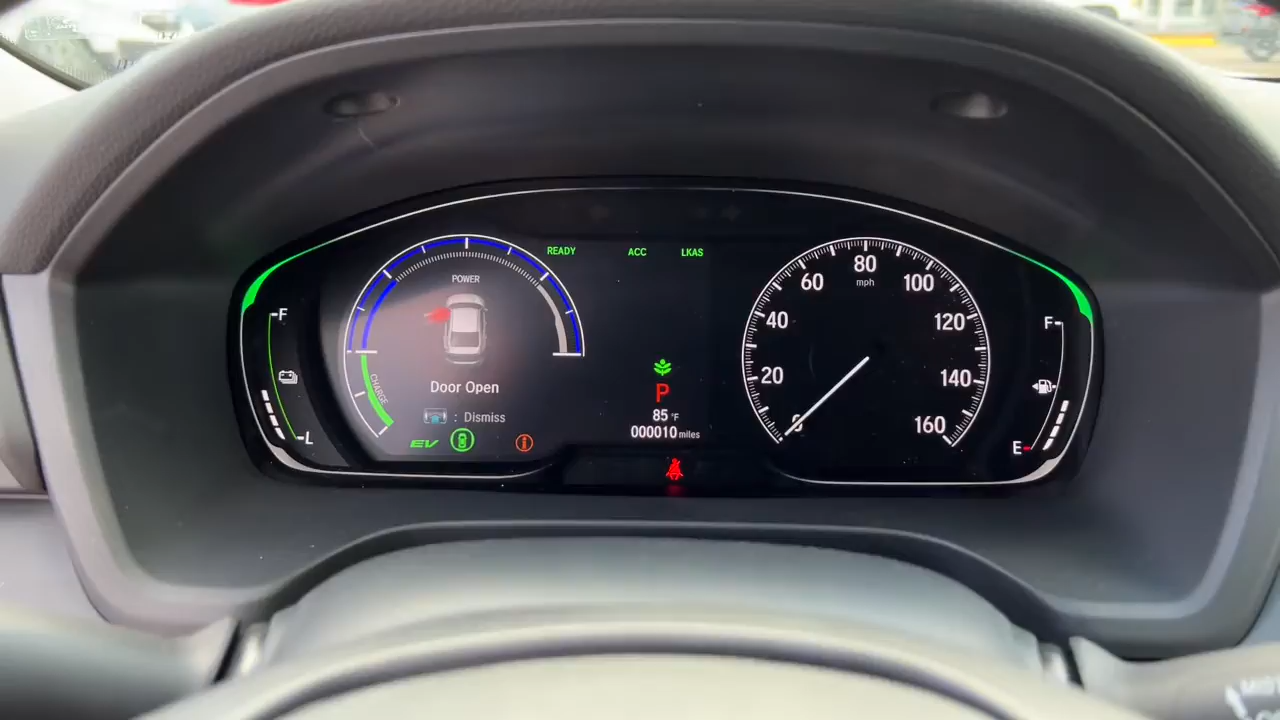 READY ACC LKAS
POWER
F
L
CHARGE
Door Open
: Dismiss
EV
P
85 °F
000010 miles
0
20
40
60
80
mph
100
120
140
160
F
E